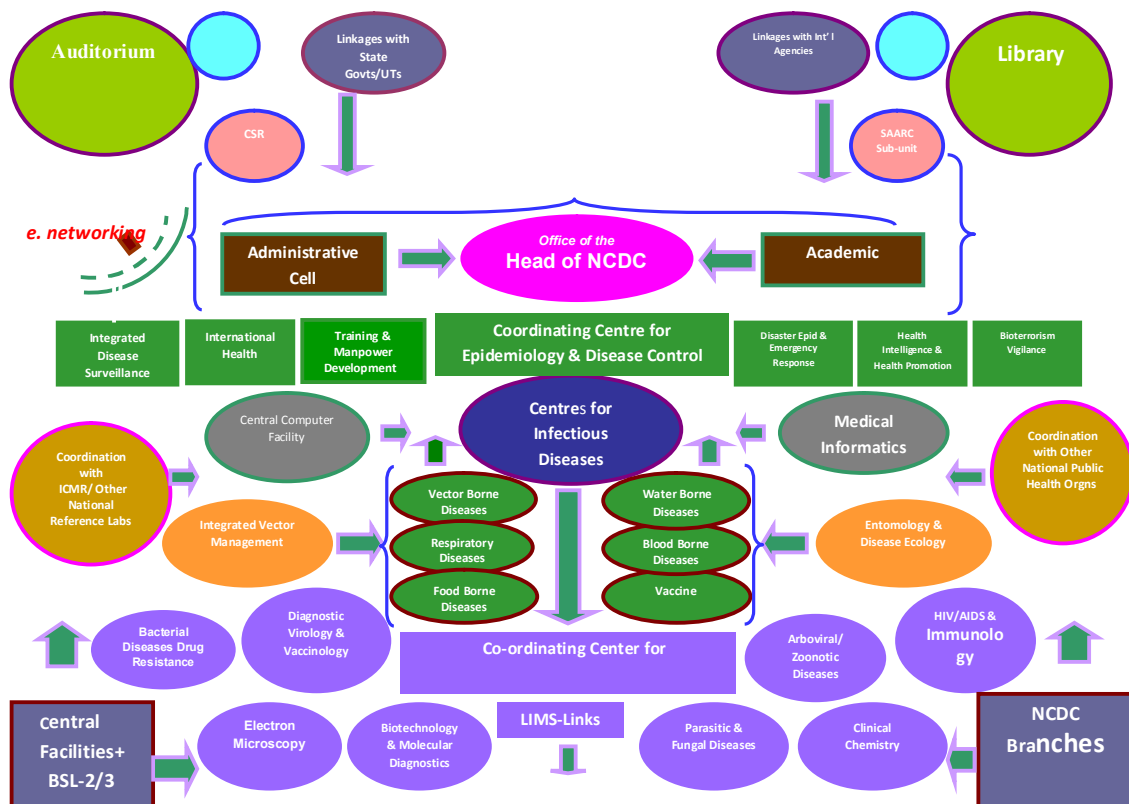 Auditorium
Linkages with
State
Govts/UTs
Linkages with Int' l
Agencies
Library
CSR
SAARC
Sub-unit
e. networking
Administrative
Cell
Office of the
Head of NCDC
Academic
Integrated
Disease
Surveillance
International
Health
Training &
Manpower
Development
Coordinating Centre for
Epidemiology & Disease Control
Disaster Epid &
Emergency
Response
Health
Intelligence &
Health Promotion
Bioterrorism
Vigilance
Central Computer
Facility
Centres for
Infectious
Diseases
Medical
Informatics
Coordination
with
ICMR/ Other
National
Reference Labs
Coordination
with Other
National Public
Health Orgns
Integrated Vector
Management
Vector Borne
Diseases
Respiratory
Diseases
Food Borne
Diseases
Water Borne
Diseases
Blood Borne
Diseases
Vaccine
Entomology &
Disease Ecology
Bacterial
Diseases Drug
Resistance
Diagnostic
Virology &
Vaccinology
Co-ordinating Center for
Arboviral/
Zoonotic
Diseases
HIV/AIDS &
Immunolo
gy
Central
Facilities+
BSL-2/3
Electron
Microscopy
Biotechnology
& Molecular
Diagnostics
LIMS-Links
Parasitic &
Fungal Diseases
Clinical
Chemistry
NCDC
Branches